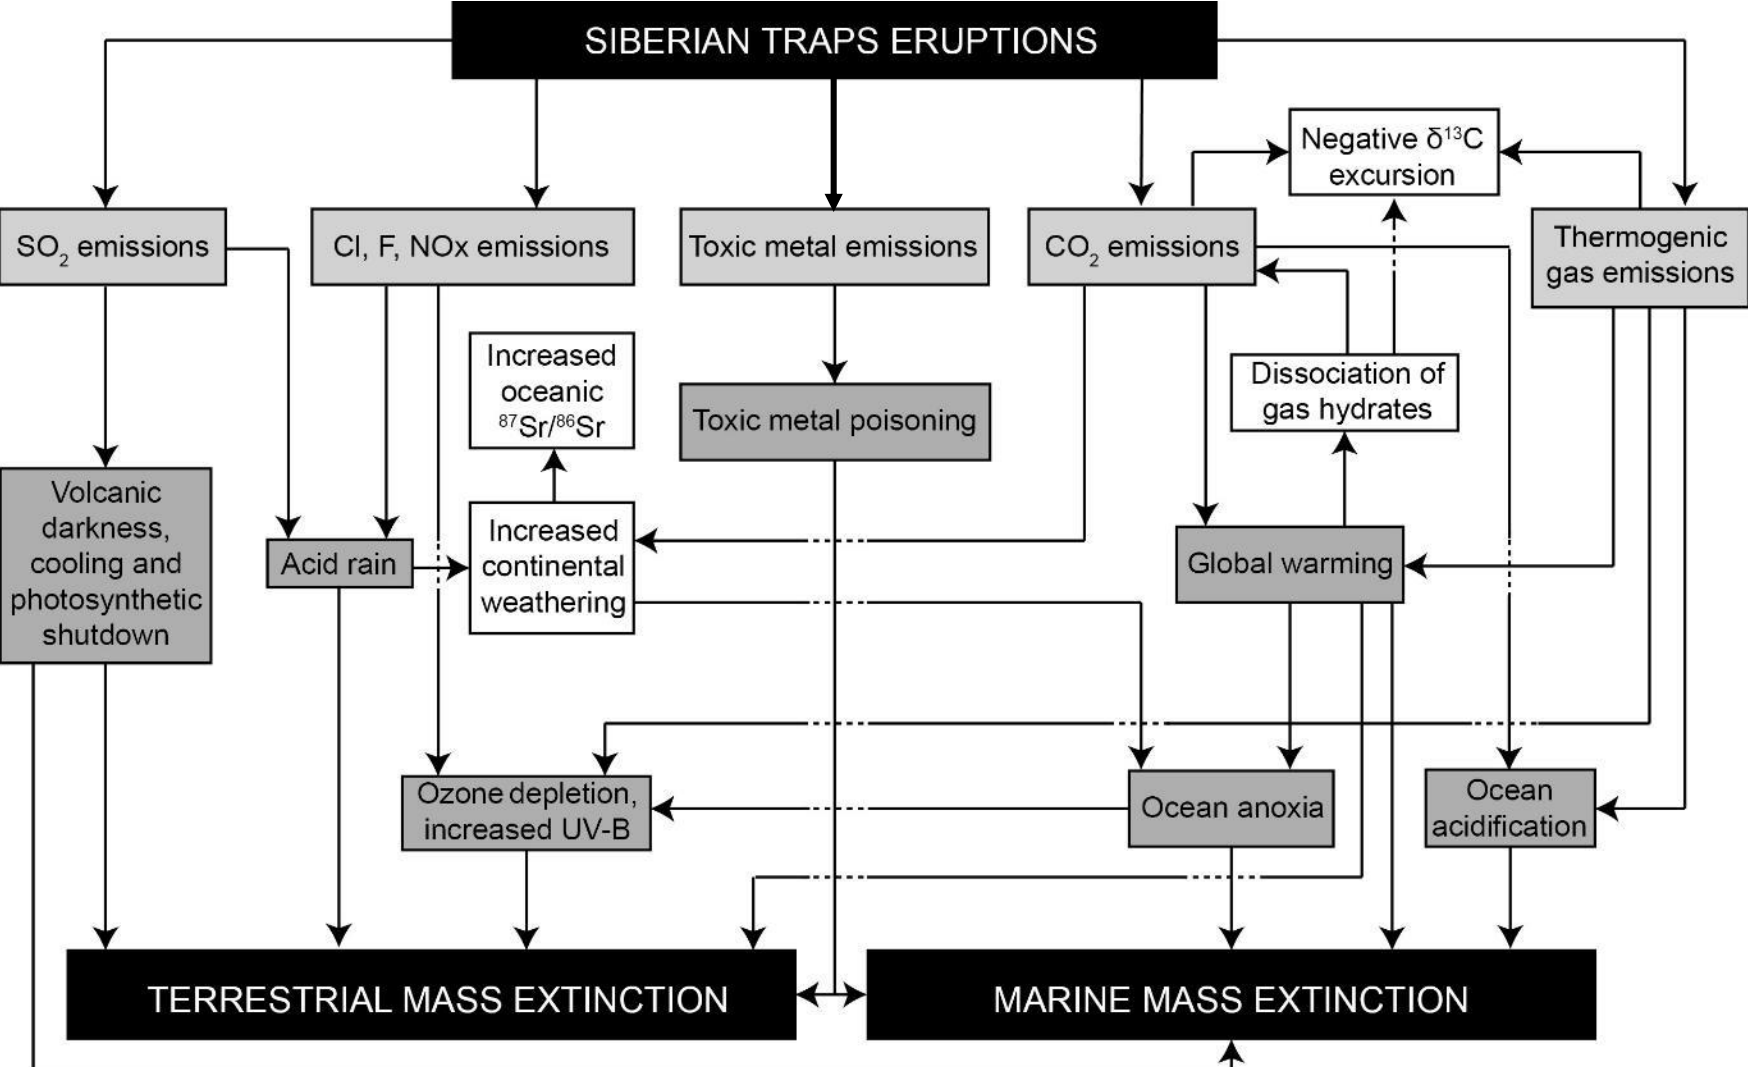 SIBERIAN TRAPS ERUPTIONS
Negative δ¹³C
excursion
SO₂ emissions
Cl, F, NOx emissions
Toxic metal emissions
CO₂ emissions
Thermogenic
gas emissions
Increased
oceanic
⁸⁷Sr/⁸⁶Sr
Toxic metal poisoning
Dissociation of
gas hydrates
Volcanic
darkness,
cooling and
photosynthetic
shutdown
Acid rain
Increased
continental
weathering
Global warming
Ozone depletion,
increased UV-B
Ocean anoxia
Ocean
acidification
TERRESTRIAL MASS EXTINCTION
MARINE MASS EXTINCTION